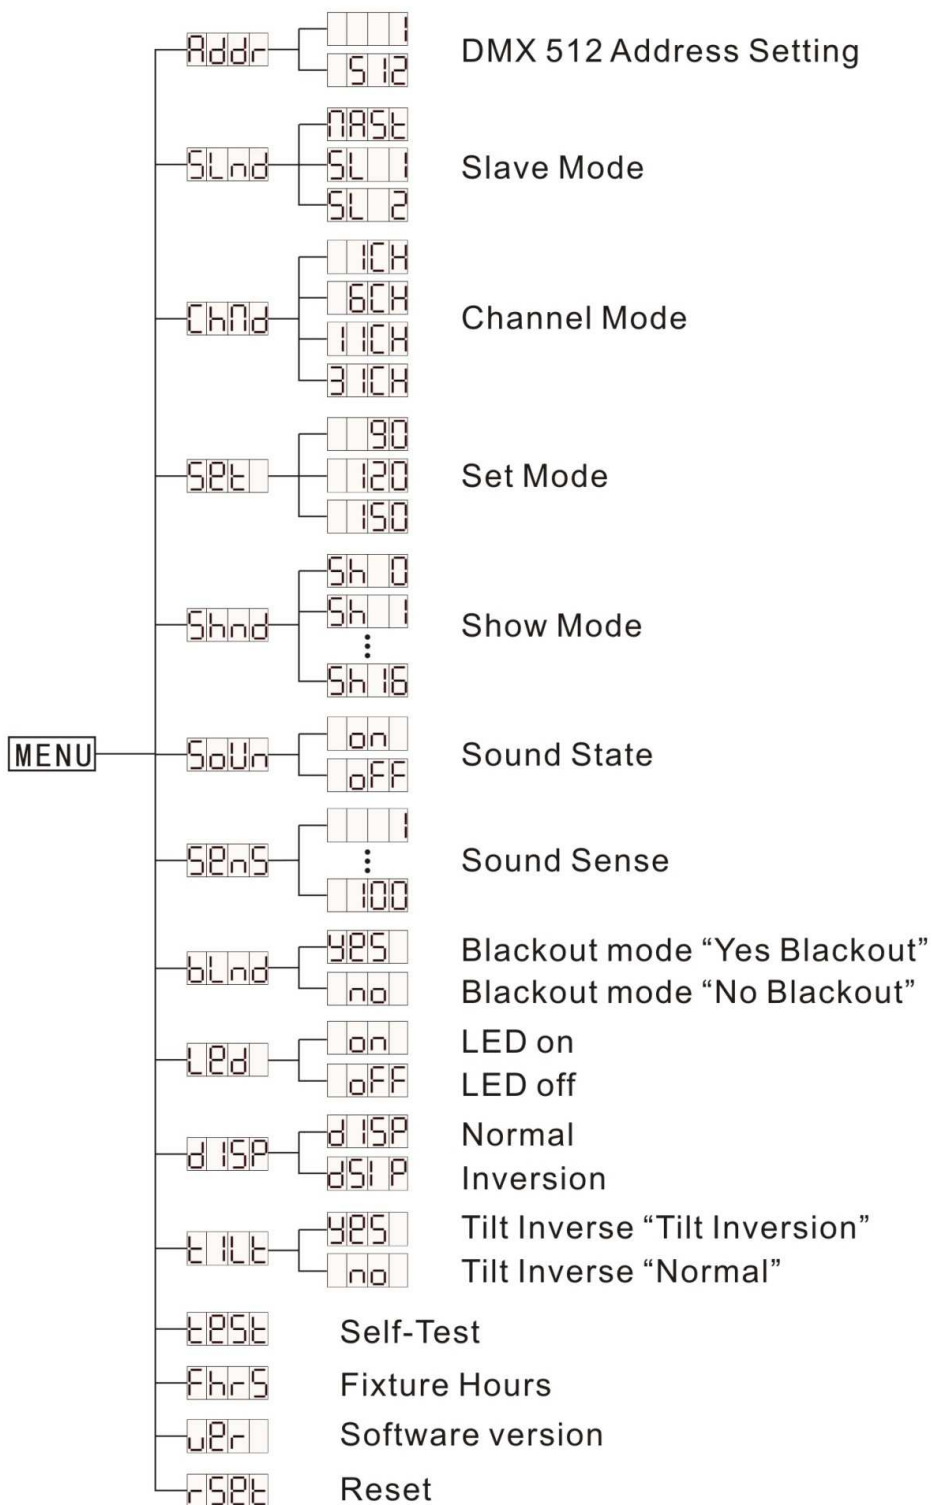 Addr 1 DMX 512 Address Setting
512
SLnd MASt
SL 1 Slave Mode
SL 2
ChMd 1CH
6CH Channel Mode
11CH
31CH
Set 90
120 Set Mode
150
Shnd Sh 0
Sh 1 Show Mode
Sh16
MENU
SoUn on Sound State
oFF
SenS 1 Sound Sense
100
bLnd yes Blackout mode “Yes Blackout”
no Blackout mode “No Blackout”
Led on LED on
oFF LED off
dISP dISP Normal
dSIP Inversion
tILt yes Tilt Inverse “Tilt Inversion”
no Tilt Inverse “Normal”
teSt Self-Test
FhrS Fixture Hours
ver Software version
rSet Reset